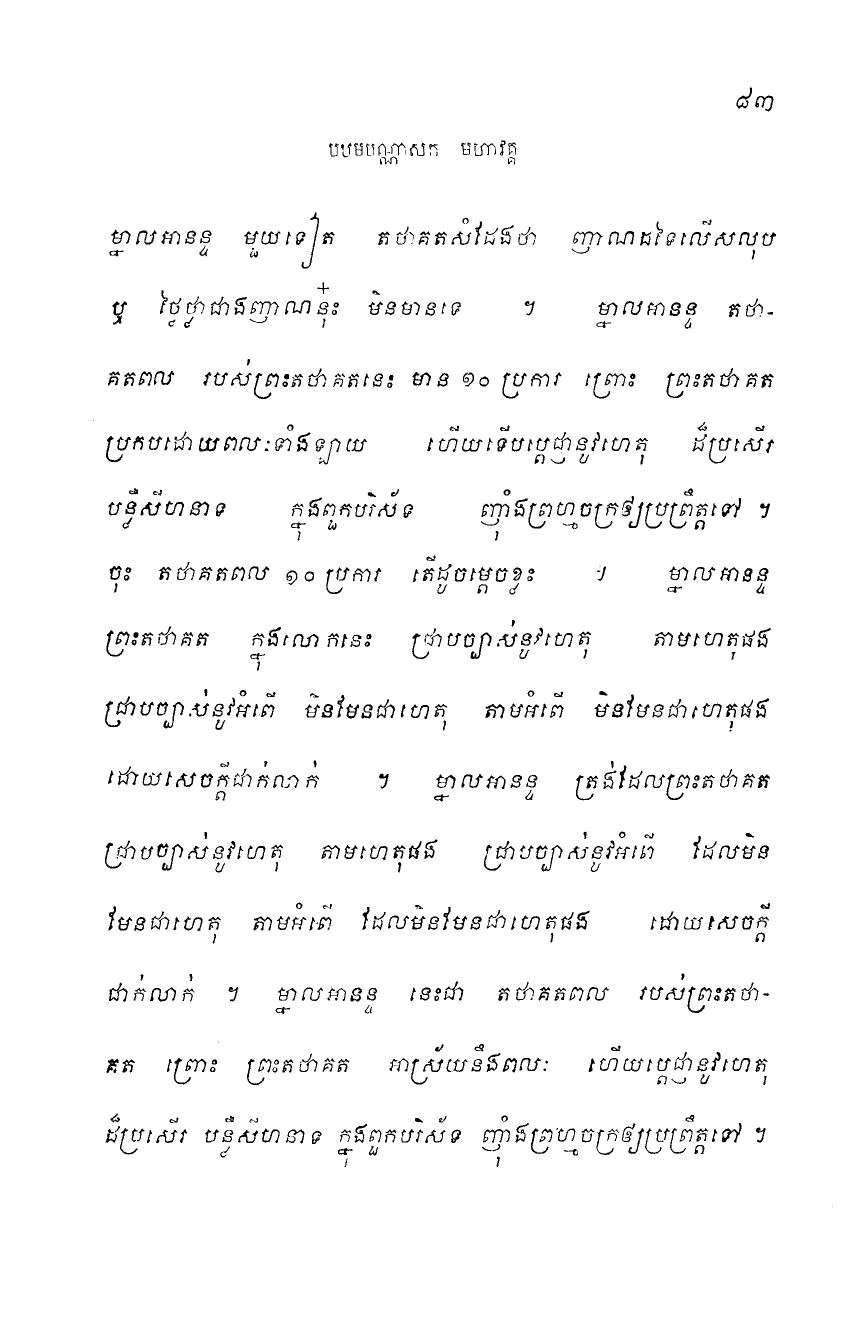 ៨៣
បឋមបណ្ណាសក មហាវគ្គ
ម្នាលអានន្ទ មួយទៀត តថាគតសំដែងថា ញាណដទៃលើសលុប
ឬ ថ្លៃថ្លាជាងញាណនុ៎ះ មិនមានទេ ។ ម្នាលអានន្ទ តថា-
គតពល របស់ព្រះតថាគតនេះ មាន ១០ ប្រការ ព្រោះ ព្រះតថាគត
ប្រកបដោយពលៈទាំងឡាយ ហើយទើបប្តេជ្ញានូវហេតុ ដ៏ប្រសើរ
បន្លឺសីហនាទ ក្នុងពួកបរិស័ទ ញ៉ាំងព្រហ្មចក្រឲ្យប្រព្រឹត្តទៅ ។
ចុះ តថាគតពល ១០ ប្រការ តើដូចម្តេចខ្លះ ។ ម្នាលអានន្ទ
ព្រះតថាគត ក្នុងលោកនេះ ជ្រាបច្បាស់នូវហេតុ តាមហេតុផង
ជ្រាបច្បាស់នូវអំពើ មិនមែនជាហេតុ តាមអំពើ មិនមែនជាហេតុផង
ដោយសេចក្តីជាក់លាក់ ។ ម្នាលអានន្ទ ត្រង់ដែលព្រះតថាគត
ជ្រាបច្បាស់នូវហេតុ តាមហេតុផង ជ្រាបច្បាស់នូវអំពើ ដែលមិន
មែនជាហេតុ តាមអំពើ ដែលមិនមែនជាហេតុផង ដោយសេចក្តី
ជាក់លាក់ ។ ម្នាលអានន្ទ នេះជា តថាគតពល របស់ព្រះតថា-
គត ព្រោះ ព្រះតថាគត អាស្រ័យនឹងពលៈ ហើយប្តេជ្ញានូវហេតុ
ដ៏ប្រសើរ បន្លឺសីហនាទ ក្នុងពួកបរិស័ទ ញ៉ាំងព្រហ្មចក្រឲ្យប្រព្រឹត្តទៅ ។